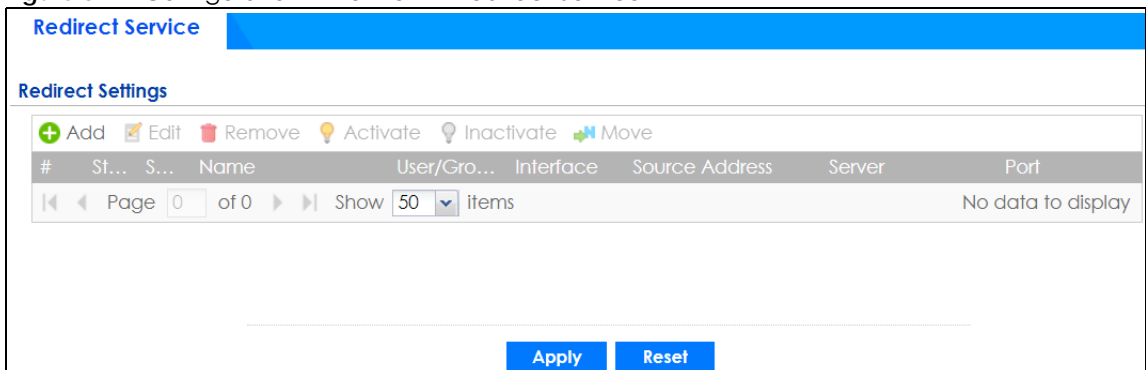 Redirect Service
Redirect Settings
Add Edit Remove Activate Inactivate Move
# St... S... Name User/Gro... Interface Source Address Server Port
Page 0 of 0 Show 50 items No data to display
Apply Reset